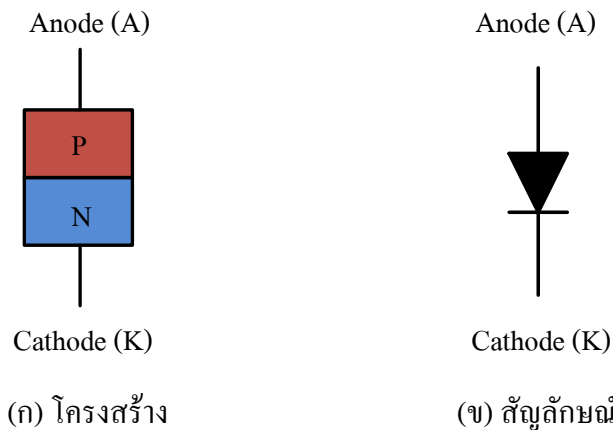 Anode (A)
Anode (A)
P
N
Cathode (K)
Cathode (K)
(ก) โครงสร้าง
(ข) สัญลักษณ์